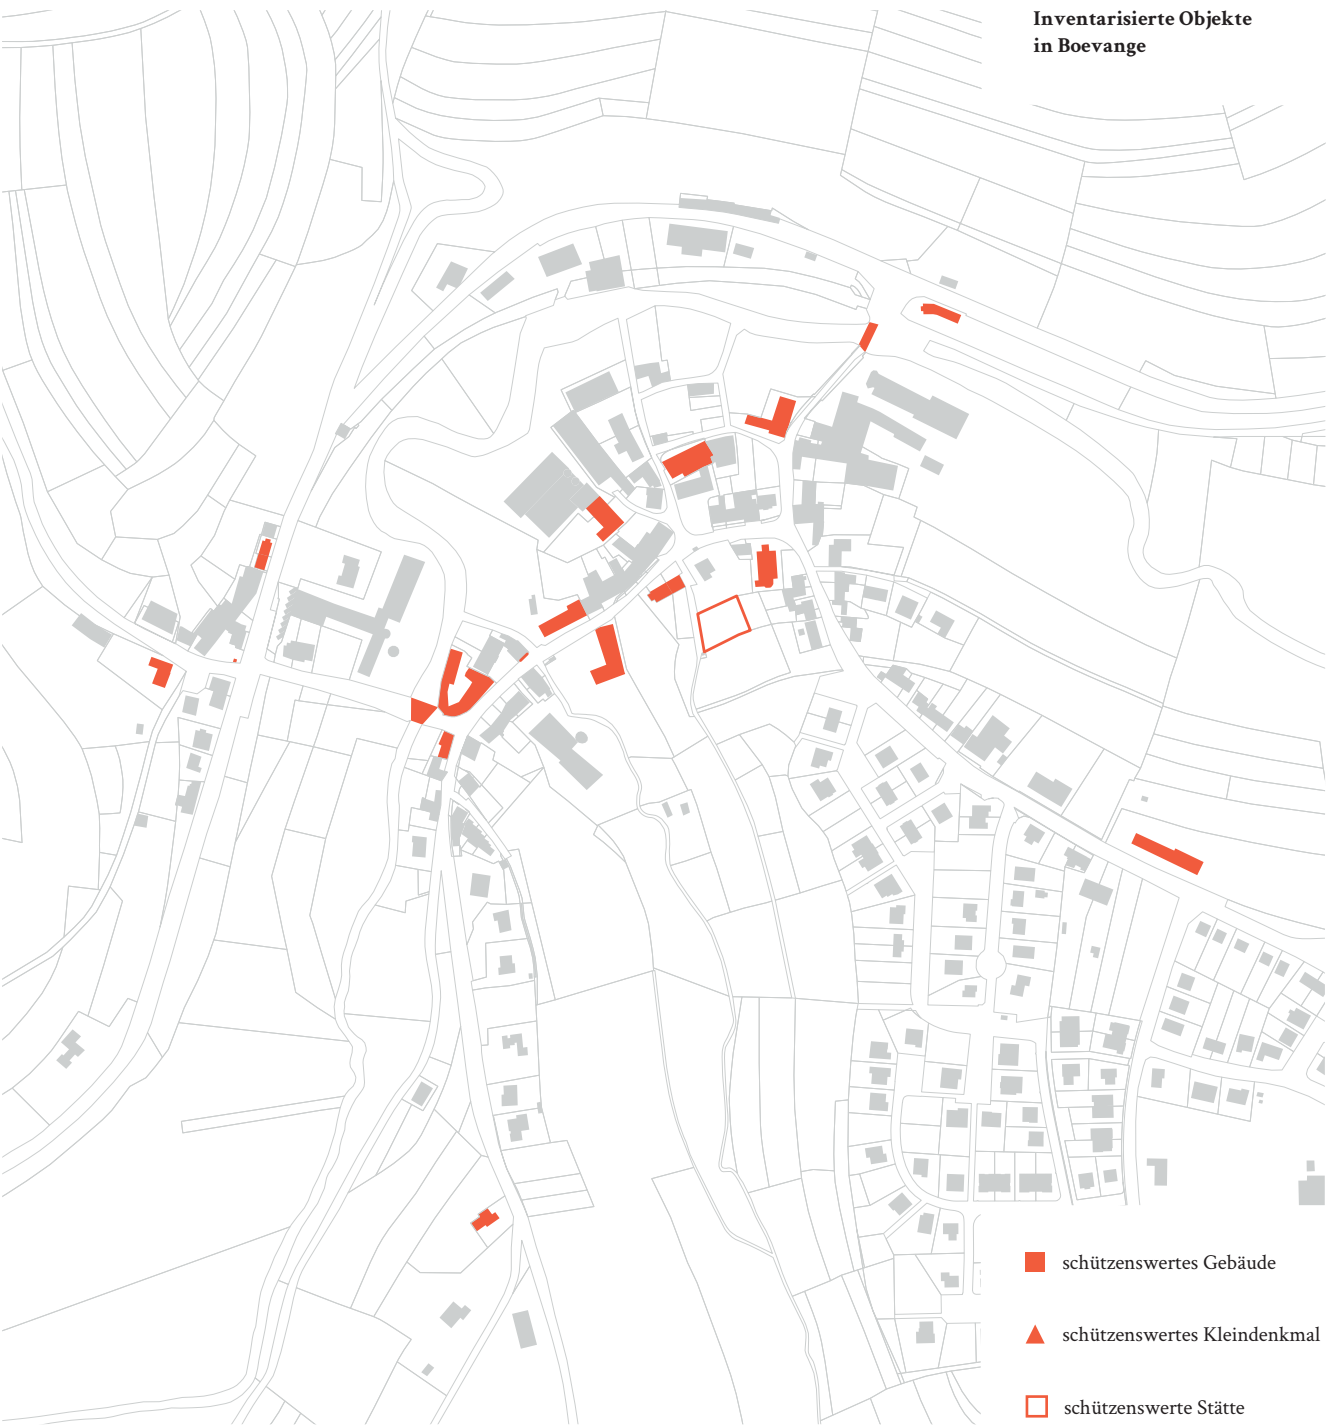 Inventarisierte Objekte
in Boevange
schützenswertes Gebäude
schützenswertes Kleindenkmal
schützenswerte Stätte